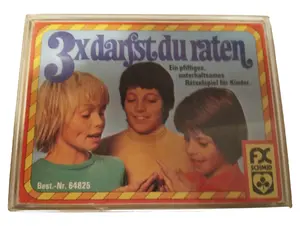 3x darfst du raten
Ein pfiffiges,
unterhaltsames
Rätselspiel für Kinder.
FX
SCHMID
Best.-Nr. 64825